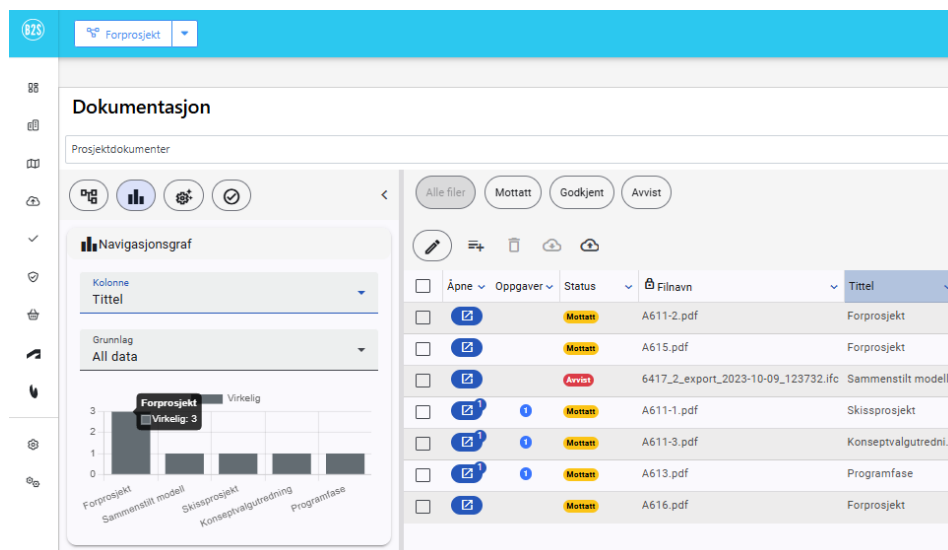 B2S
Forprosjekt
Dokumentasjon
Prosjektdokumenter
Alle filer Mottatt Godkjent Avvist
Navigasjonsgraf
Kolonne
Tittel
Grunnlag
All data
Virkelig
Forprosjekt
Virkelig: 3
3
2
1
0
Forprosjekt Sammenstilt modell Skissprosjekt Konseptvalgutredning Programfase
Åpne Oppgaver Status Filnavn Tittel
Mottatt A611-2.pdf Forprosjekt
Mottatt A615.pdf Forprosjekt
Avvist 6417_2_export_2023-10-09_123732.ifc Sammenstilt modell
1 1 Mottatt A611-1.pdf Skissprosjekt
1 1 Mottatt A611-3.pdf Konseptvalgutredni...
1 1 Mottatt A613.pdf Programfase
Mottatt A616.pdf Forprosjekt